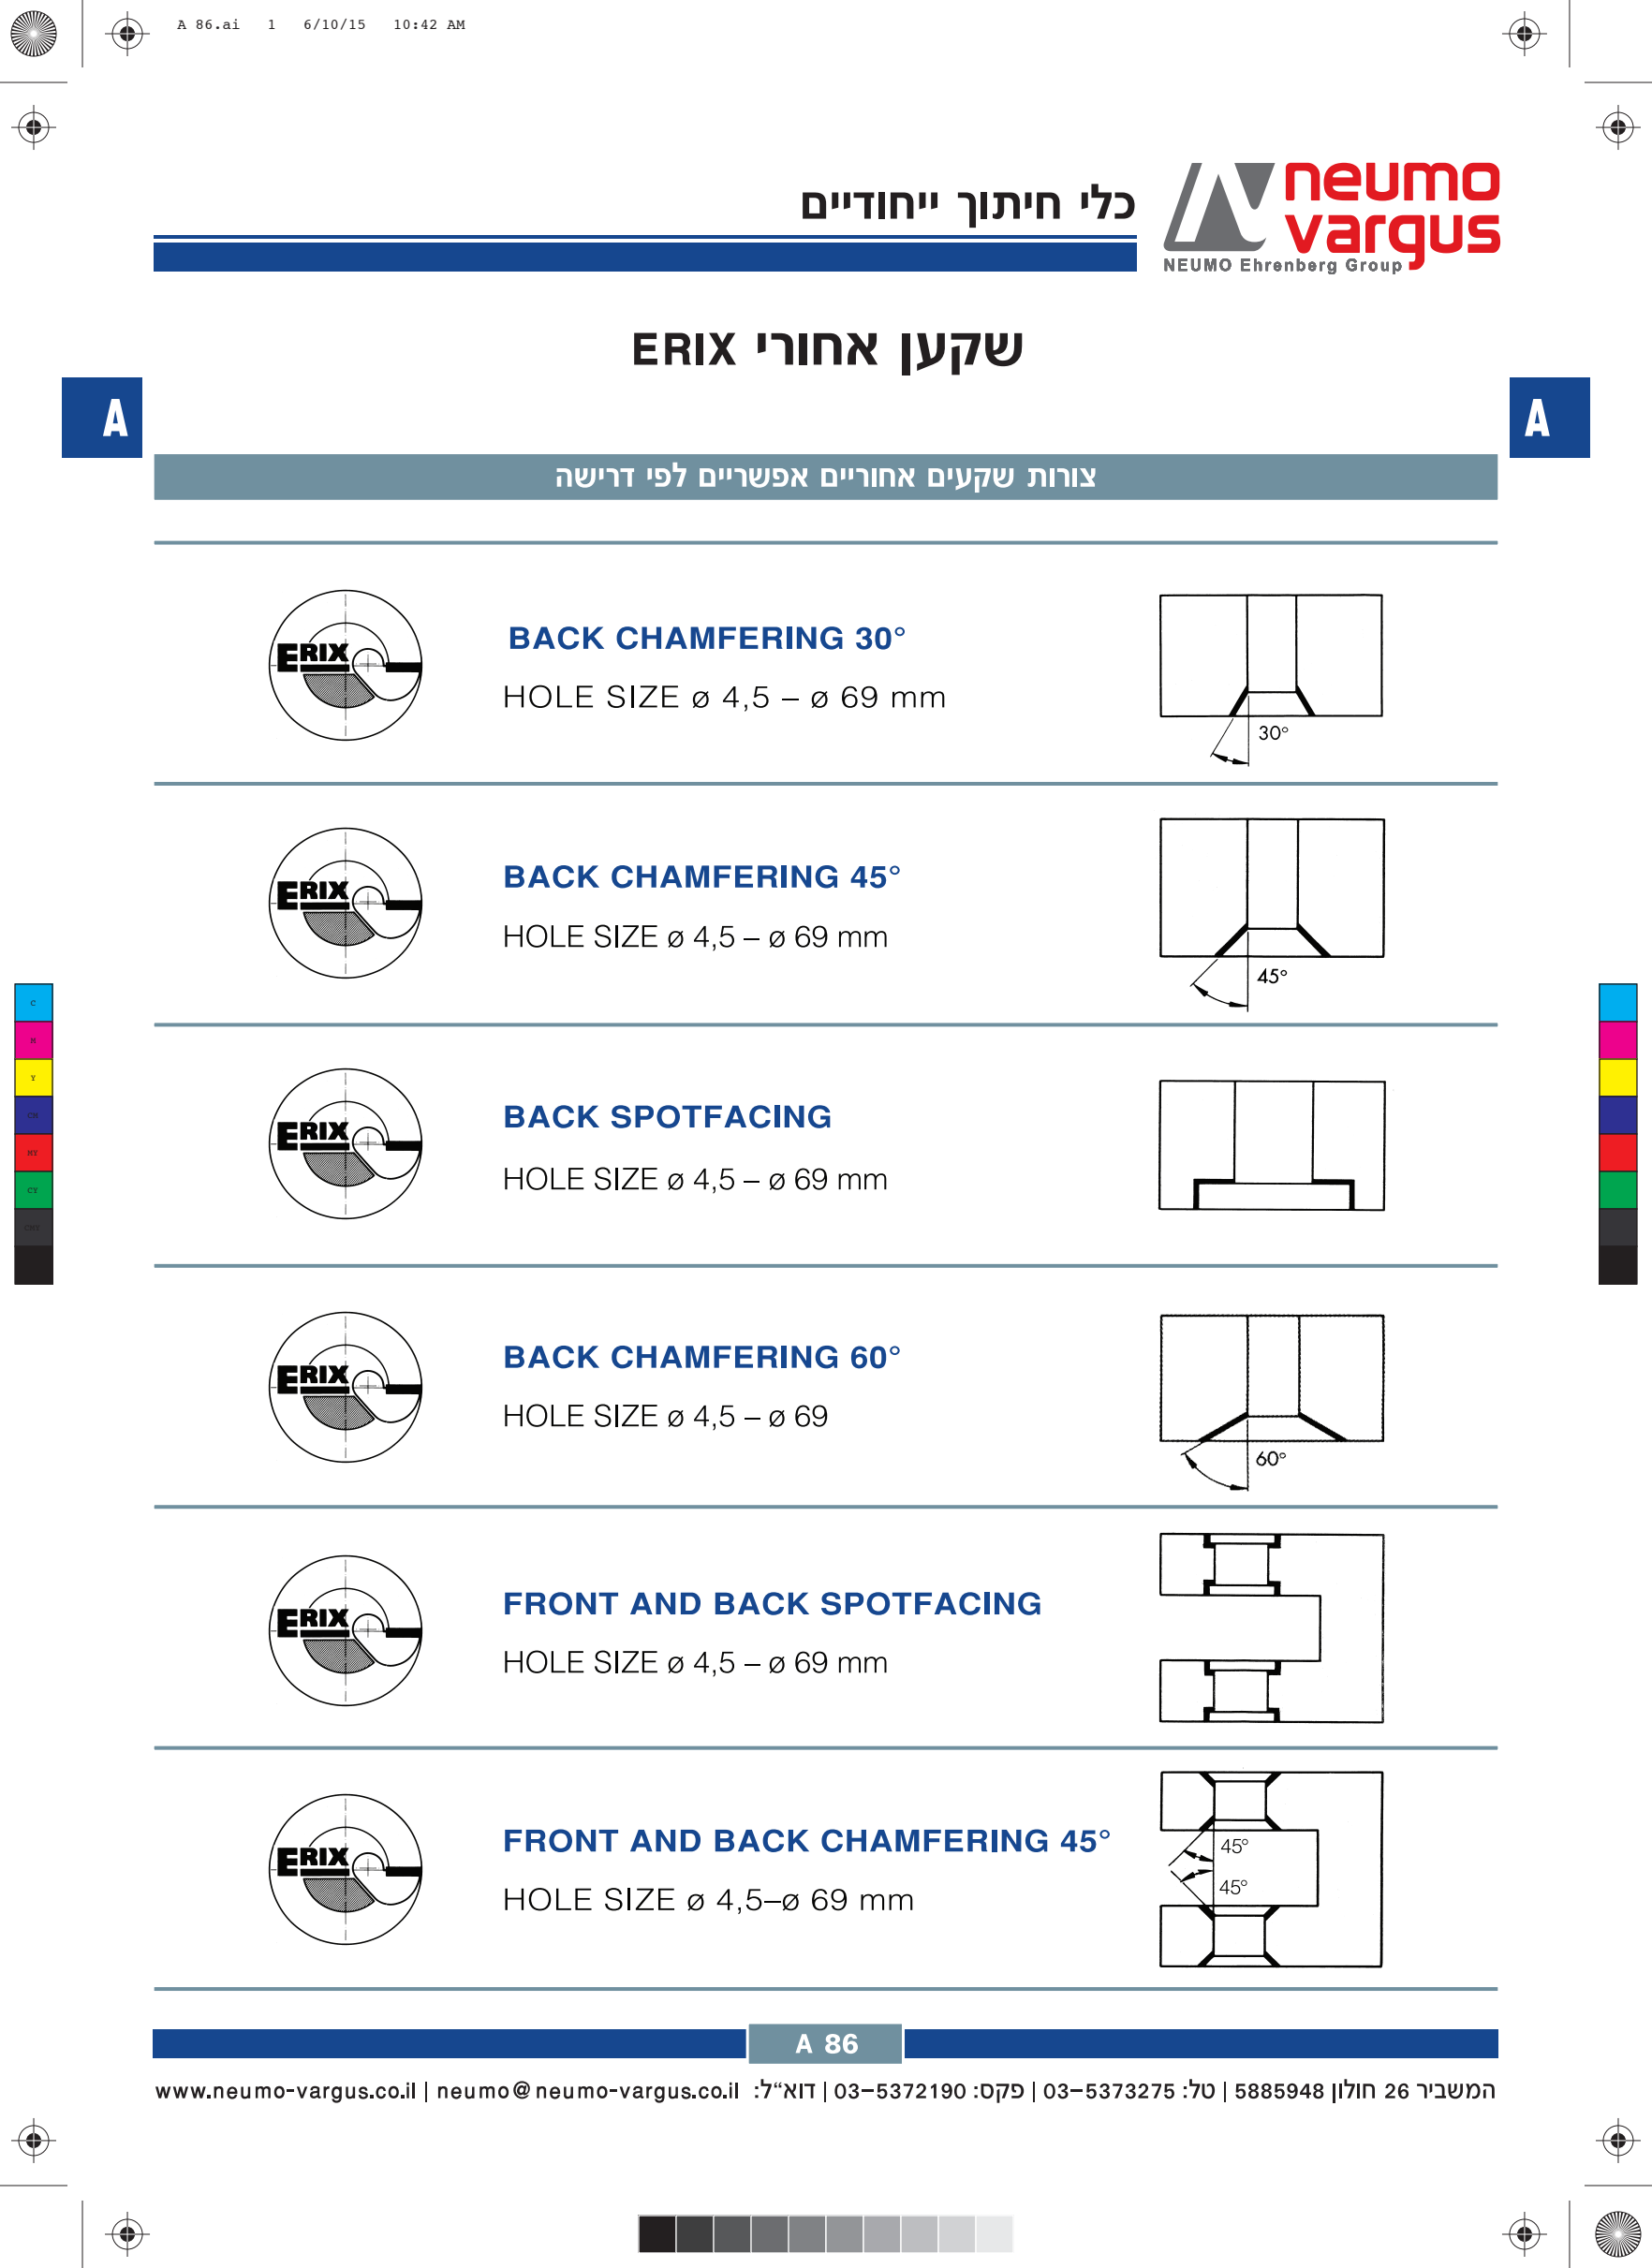 A 86.ai   1   6/10/15   10:42 AM
neumo
vargus
NEUMO Ehrenberg Group
כלי חיתוך ייחודיים
שקען אחורי ERIX
A
A
צורות שקעים אחוריים אפשריים לפי דרישה
ERIX
BACK CHAMFERING 30°
HOLE SIZE ø 4,5 – ø 69 mm
30°
ERIX
BACK CHAMFERING 45°
HOLE SIZE ø 4,5 – ø 69 mm
45°
ERIX
BACK SPOTFACING
HOLE SIZE ø 4,5 – ø 69 mm
ERIX
BACK CHAMFERING 60°
HOLE SIZE ø 4,5 – ø 69
60°
ERIX
FRONT AND BACK SPOTFACING
HOLE SIZE ø 4,5 – ø 69 mm
ERIX
FRONT AND BACK CHAMFERING 45°
HOLE SIZE ø 4,5–ø 69 mm
45°
45°
C
M
Y
CM
MY
CY
CMY
A 86
המשביר 26 חולון 5885948 | טל: 03-5373275 | פקס: 03-5372190 | דוא“ל: www.neumo-vargus.co.il | neumo@neumo-vargus.co.il